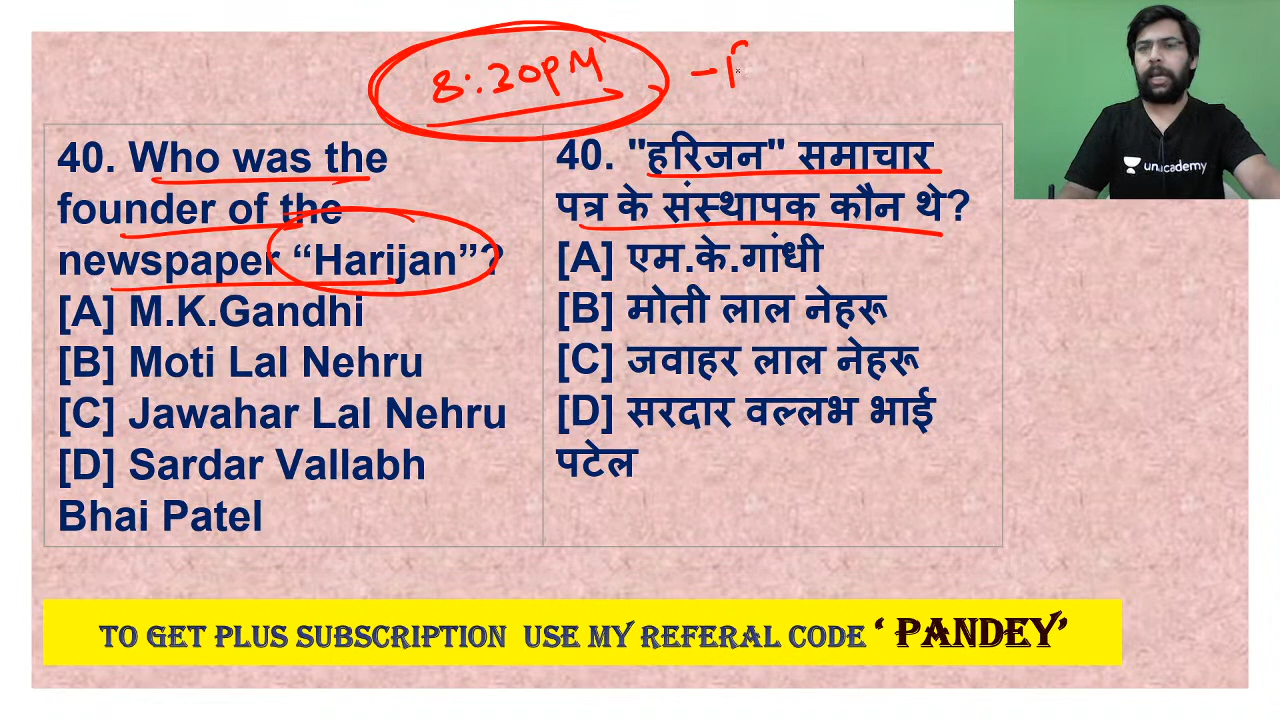 8:20PM -
40. Who was the
founder of the
newspaper “Harijan”?
[A] M.K.Gandhi
[B] Moti Lal Nehru
[C] Jawahar Lal Nehru
[D] Sardar Vallabh
Bhai Patel
40. "हरिजन" समाचार
पत्र के संस्थापक कौन थे?
[A] एम.के.गांधी
[B] मोती लाल नेहरू
[C] जवाहर लाल नेहरू
[D] सरदार वल्लभ भाई
पटेल
unacademy
TO GET PLUS SUBSCRIPTION USE MY REFERAL CODE ‘ PANDEY’